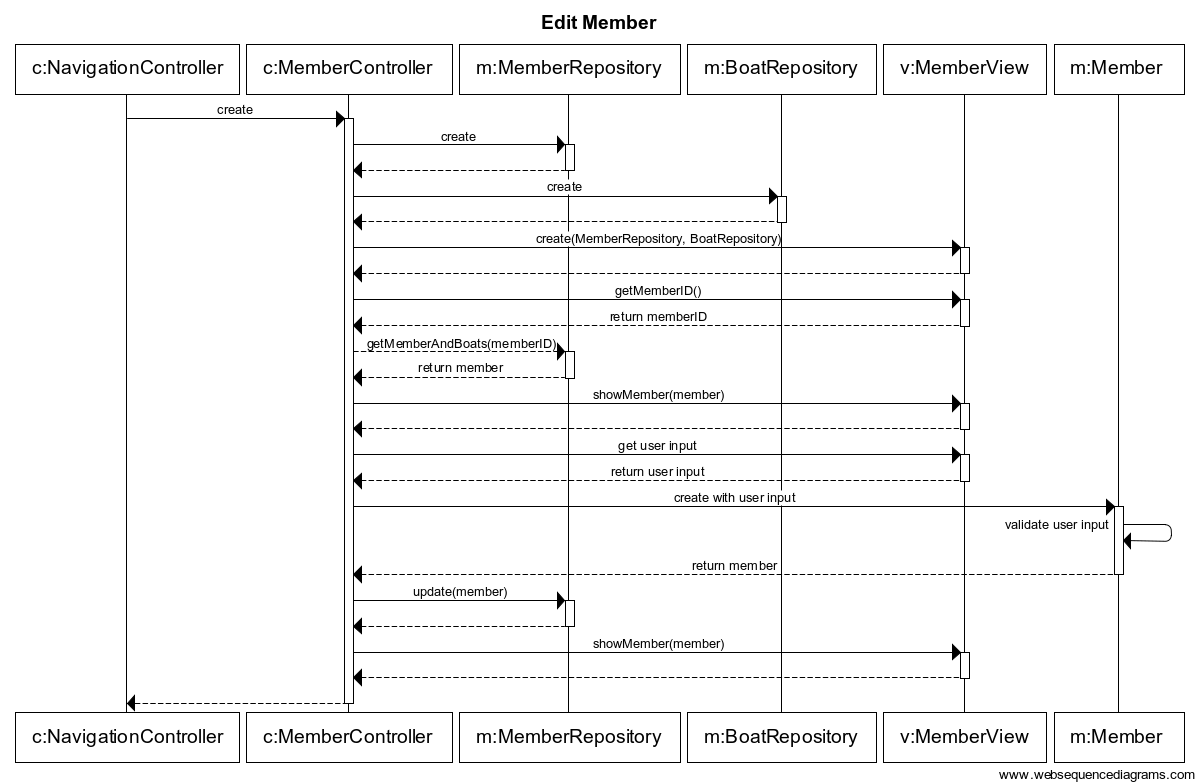 Edit Member
c:NavigationController
c:MemberController
m:MemberRepository
m:BoatRepository
v:MemberView
m:Member
create
create
create
create(MemberRepository, BoatRepository)
getMemberID()
return memberID
getMemberAndBoats(memberID)
return member
showMember(member)
get user input
return user input
create with user input
validate user input
return member
update(member)
showMember(member)
c:NavigationController
c:MemberController
m:MemberRepository
m:BoatRepository
v:MemberView
m:Member
www.websequencediagrams.com